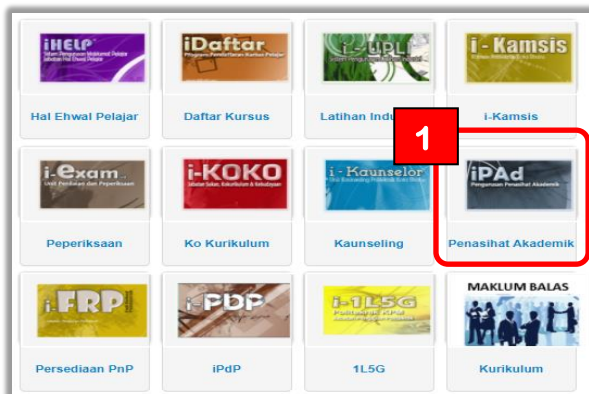 iHELP
iDaftar
i-UPLI
i - Kamsis
Hal Ehwal Pelajar
Daftar Kursus
Latihan Indu
i-Kamsis
1
i-exam
Unit Penilaian dan Peperiksaan
i-KOKO
i - Kaunselor
iPAd
Pengurusan Penasihat Akademik
Peperiksaan
Ko Kurikulum
Kaunseling
Penasihat Akademik
i-FRP
i-PDP
i-1L5G
MAKLUM BALAS
Persediaan PnP
iPdP
1L5G
Kurikulum